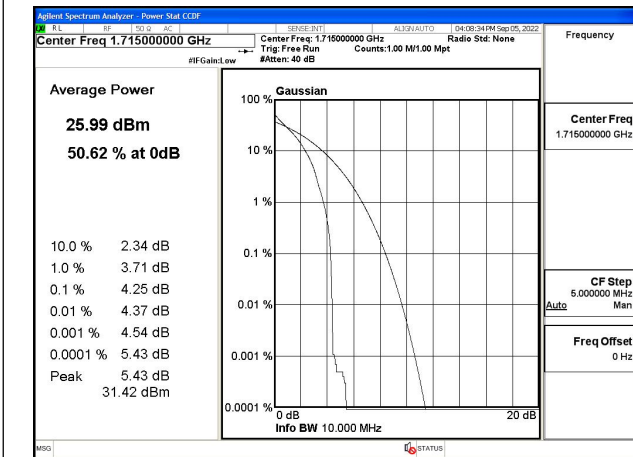 Agilent Spectrum Analyzer - Power Stat CCDF
RL RF 50 Ω AC SENSE:INT ALIGNAUTO 04:08:34 PM Sep 05, 2022
Center Freq 1.715000000 GHz
Center Freq: 1.715000000 GHz Radio Std: None
Trig: Free Run Counts:1.00 M/1.00 Mpt
#IFGain:Low #Atten: 40 dB
Frequency
Average Power
25.99 dBm
50.62 % at 0dB
10.0 % 2.34 dB
1.0 % 3.71 dB
0.1 % 4.25 dB
0.01 % 4.37 dB
0.001 % 4.54 dB
0.0001 % 5.43 dB
Peak 5.43 dB
31.42 dBm
Gaussian
100 %
10 %
1 %
0.1 %
0.01 %
0.001 %
0.0001 %
0 dB 20 dB
Info BW 10.000 MHz
Center Freq
1.715000000 GHz
CF Step
5.000000 MHz
Auto Man
Freq Offset
0 Hz
MSG STATUS